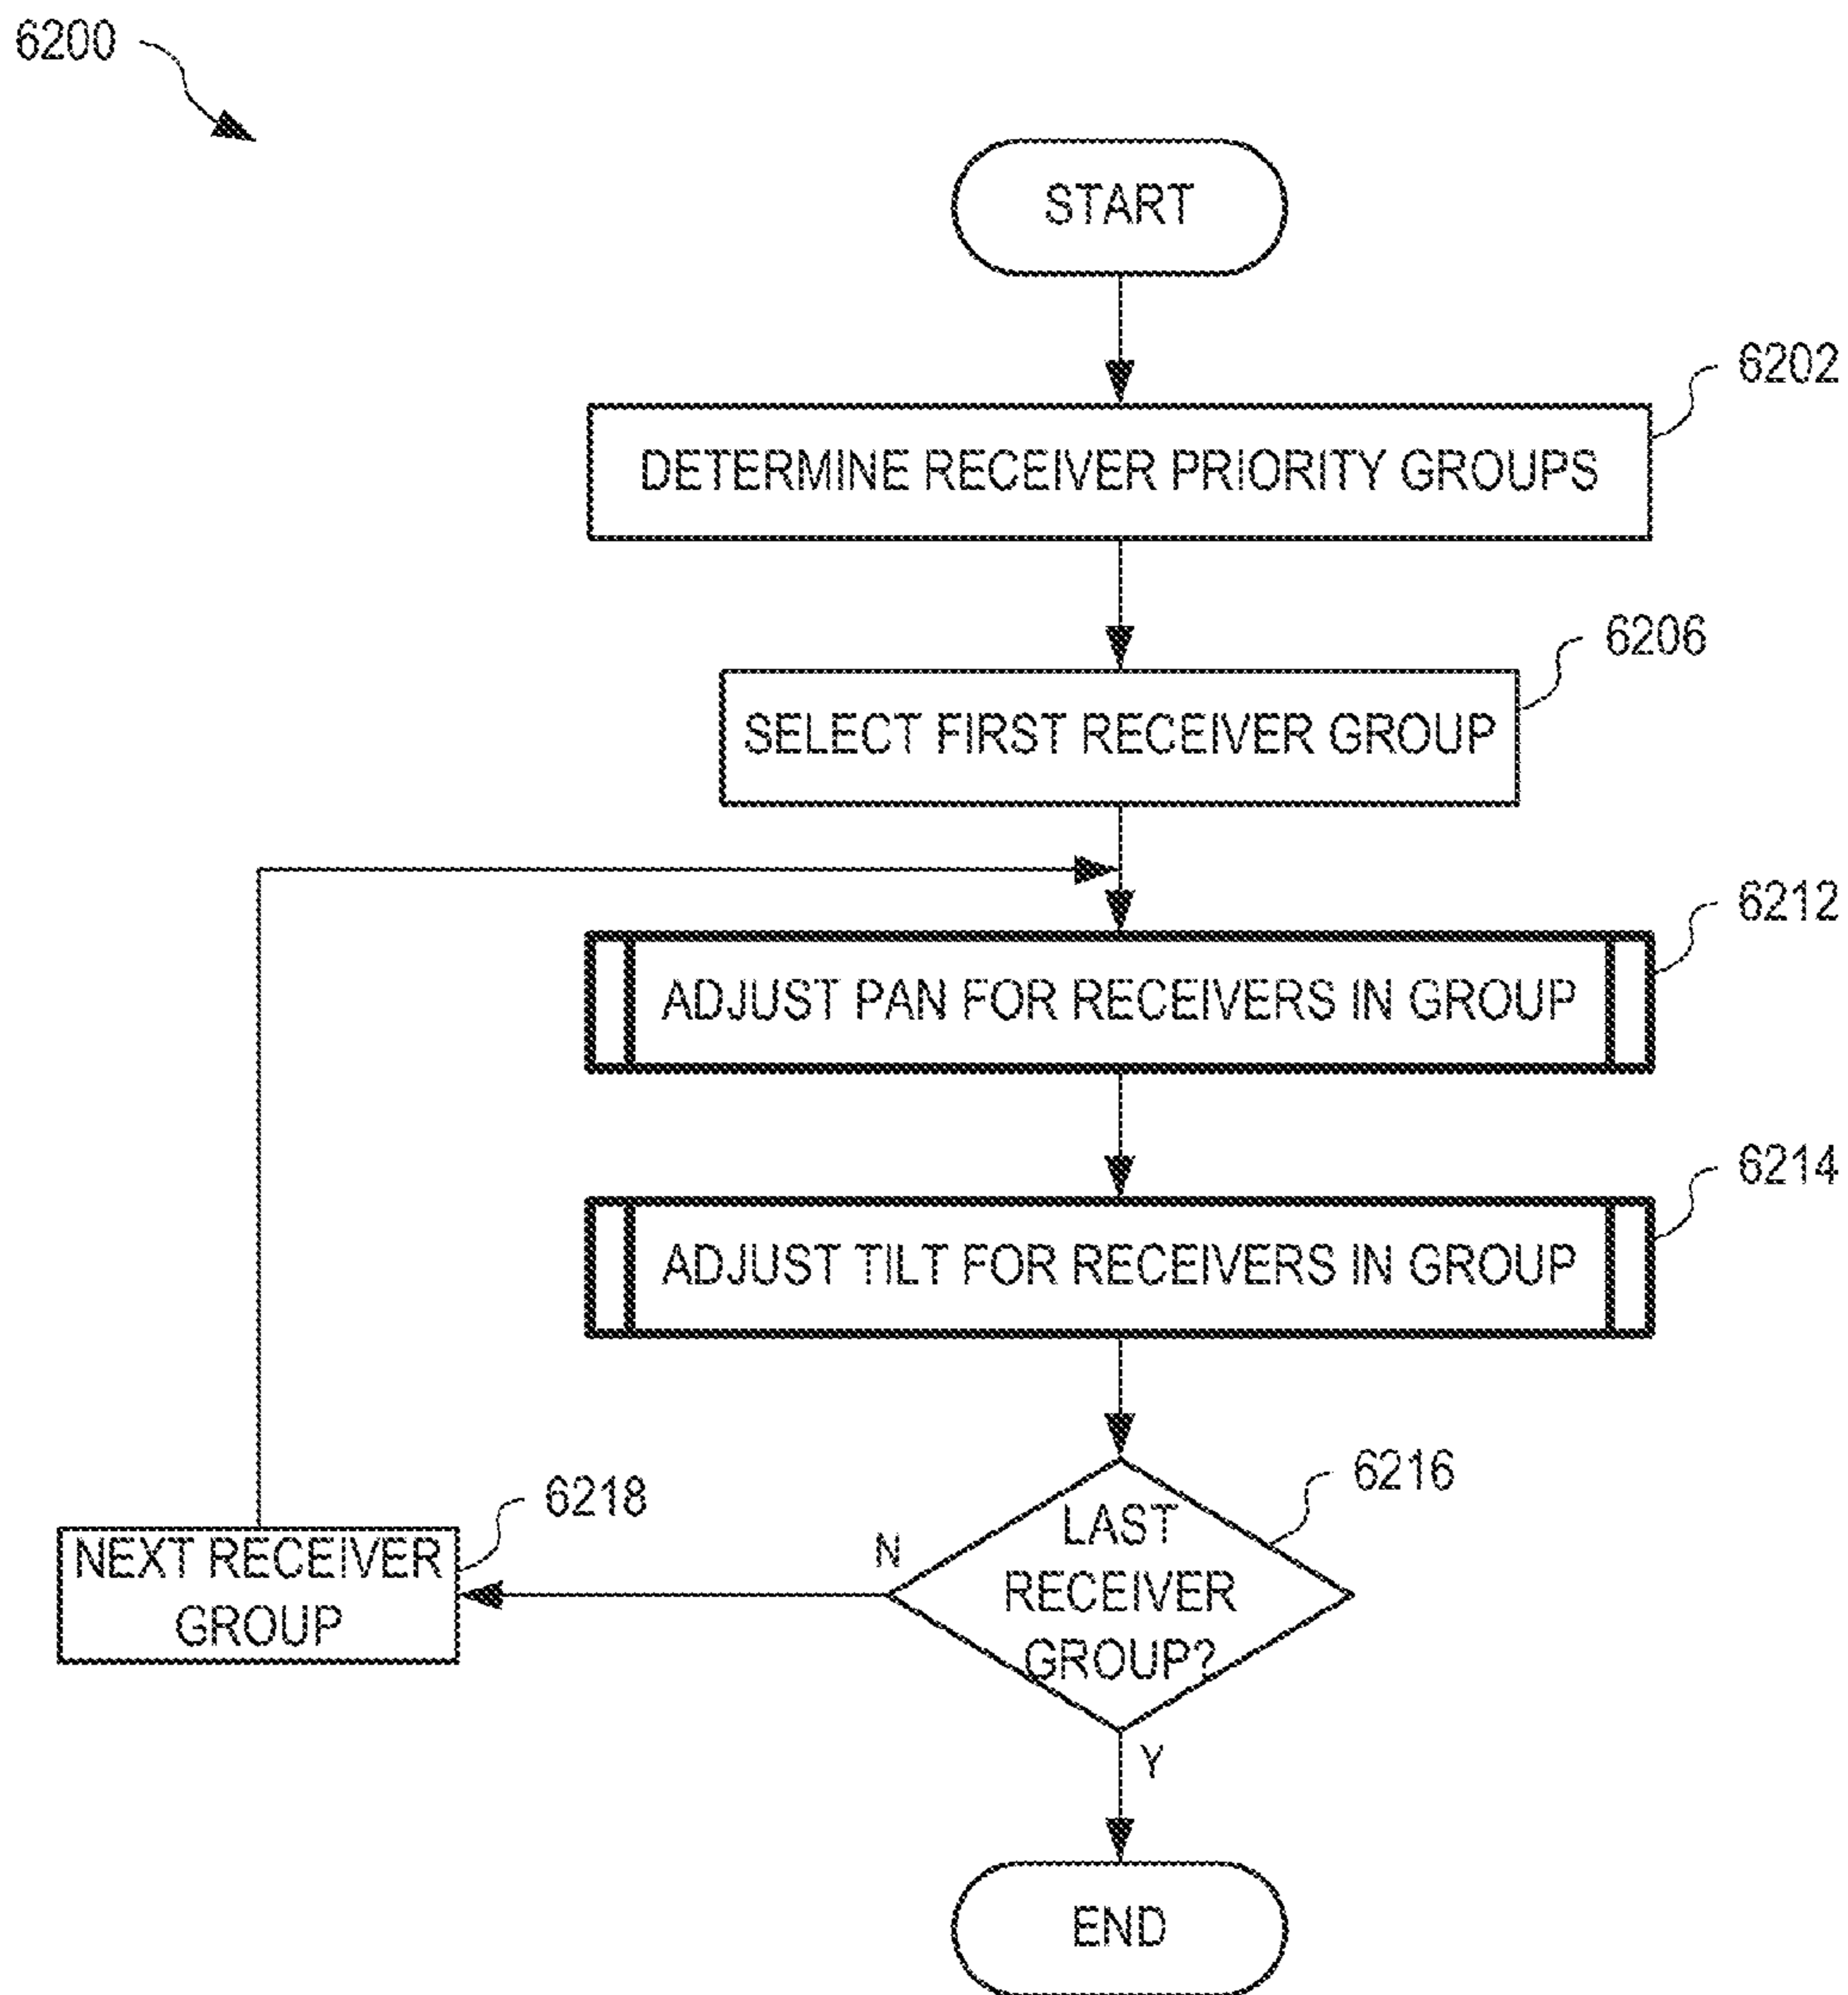 6200
START
6202
DETERMINE RECEIVER PRIORITY GROUPS
6206
SELECT FIRST RECEIVER GROUP
6212
ADJUST PAN FOR RECEIVERS IN GROUP
6214
ADJUST TILT FOR RECEIVERS IN GROUP
6216
LAST
RECEIVER
GROUP?
N
6218
NEXT RECEIVER
GROUP
Y
END